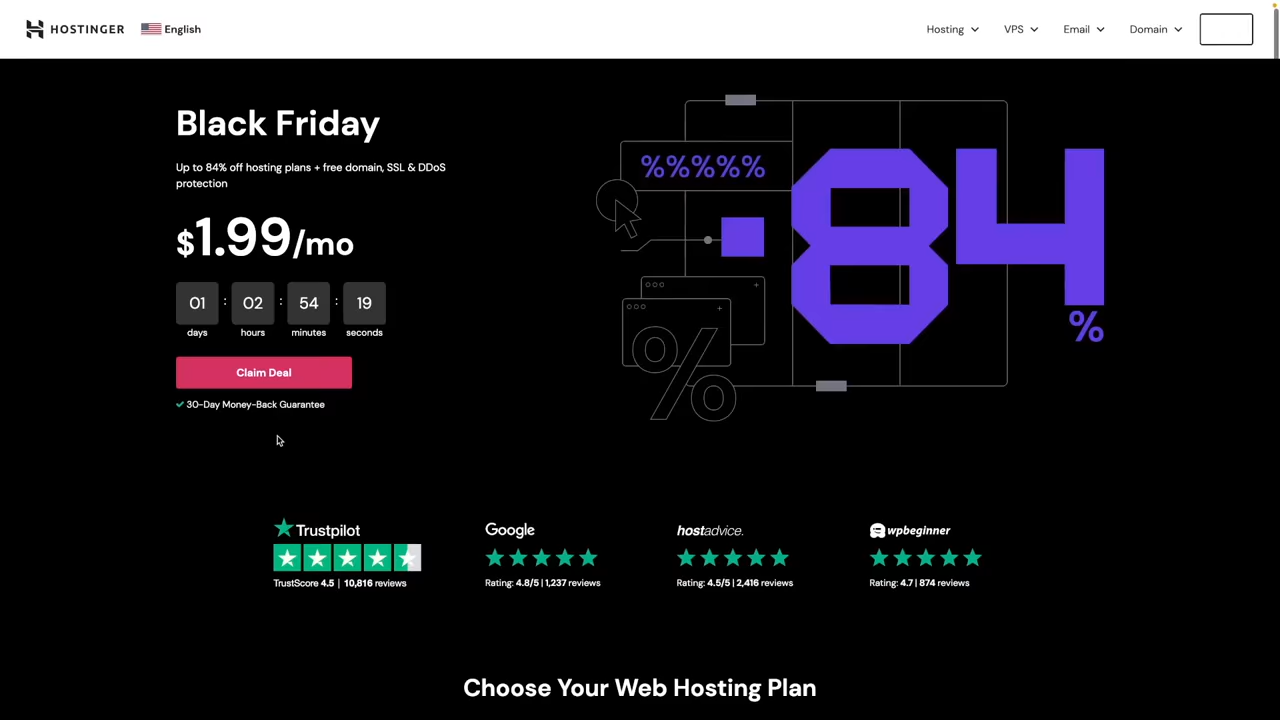 HOSTINGER
English
Hosting
VPS
Email
Domain
Black Friday
Up to 84% off hosting plans + free domain, SSL & DDoS
protection
$1.99/mo
01 : 02 : 54 : 19
days hours minutes seconds
Claim Deal
30-Day Money-Back Guarantee
%%%%%
84
%
%
Trustpilot
TrustScore 4.5 | 10,816 reviews
Google
Rating: 4.8/5 | 1,237 reviews
hostadvice.
Rating: 4.5/5 | 2,416 reviews
wpbeginner
Rating: 4.7 | 874 reviews
Choose Your Web Hosting Plan